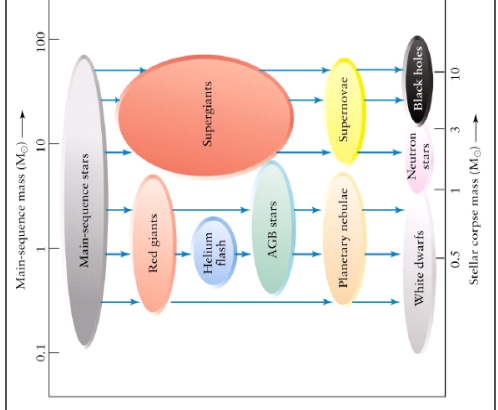 Main-sequence mass (M⊙) →
100
10
1
0.1
Main-sequence stars
Supergiants
Red giants
Helium
flash
AGB stars
Supernovae
Planetary nebulae
Black holes
Neutron
stars
White dwarfs
10
3
1
0.5
Stellar corpse mass (M⊙) →